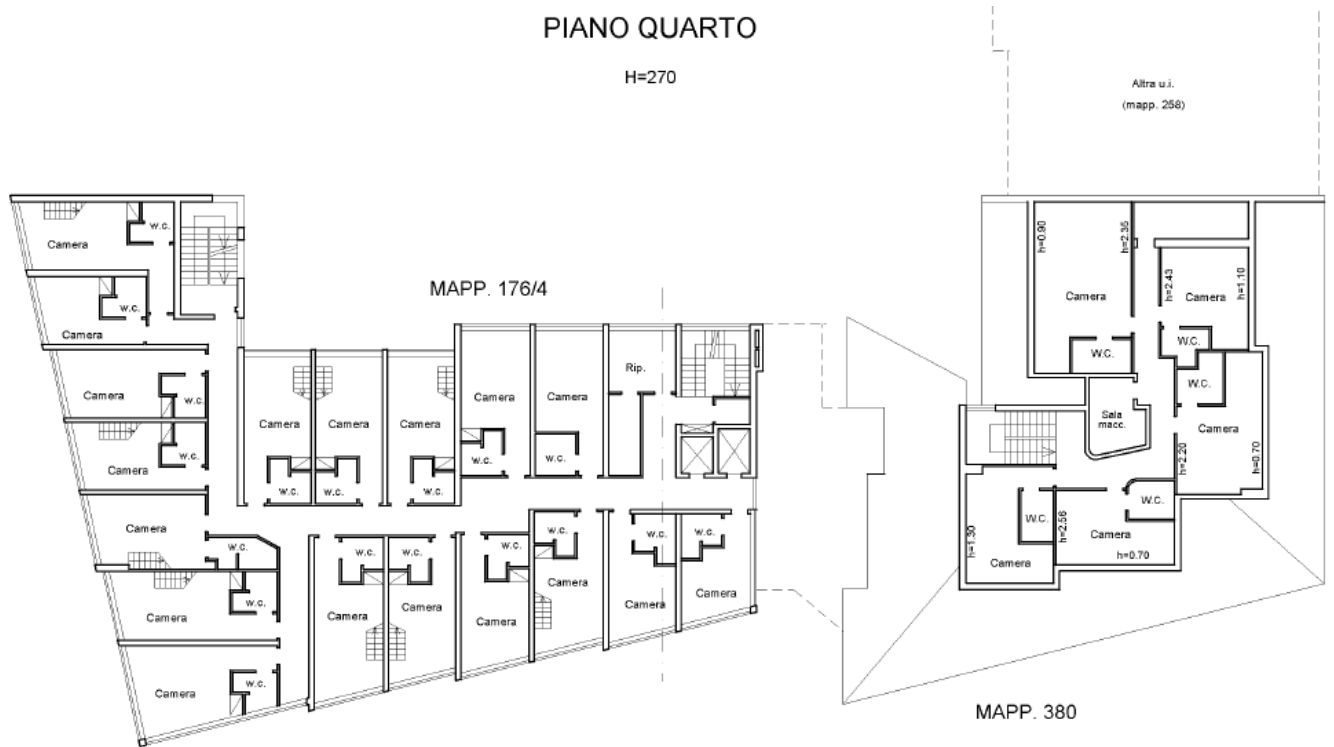 PIANO QUARTO
H=270
Altra u.i.
(mapp. 258)
MAPP. 176/4
W.C.
Camera
W.C.
Camera
Camera
W.C.
W.C.
Camera
Camera
W.C.
W.C.
Camera
W.C.
Camera
Camera
W.C.
Camera
W.C.
Camera
W.C.
Camera
W.C.
Camera
W.C.
Rip.
W.C.
Camera
W.C.
Camera
W.C.
Camera
W.C.
Camera
W.C.
Camera
W.C.
Camera
h=0.90
h=2.35
Camera
W.C.
h=2.43
h=1.10
Camera
W.C.
W.C.
Sala
macc.
Camera
h=2.20
h=0.70
W.C.
W.C.
h=1.30
h=2.56
Camera
h=0.70
Camera
MAPP. 380